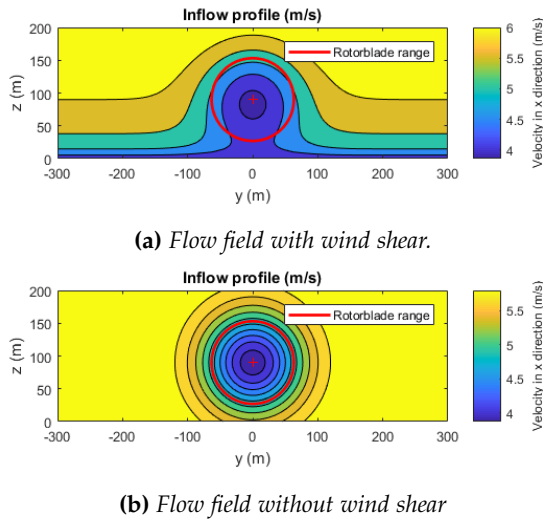 Inflow profile (m/s)
200
150
100
50
0
z (m)
-300
-200
-100
0
100
200
300
y (m)
Rotorblade range
6
5.5
5
4.5
4
Velocity in x direction (m/s)
(a) Flow field with wind shear.
Inflow profile (m/s)
200
150
100
50
0
z (m)
-300
-200
-100
0
100
200
300
y (m)
Rotorblade range
5.5
5
4.5
4
Velocity in x direction (m/s)
(b) Flow field without wind shear